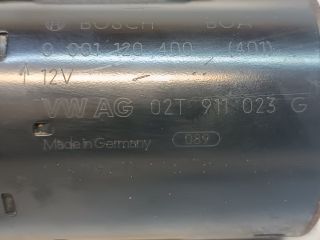 BOSCH
0 001 120 400 (401)
↑ 12V
VW AG 02T 911 023 G
Made in Germany 089